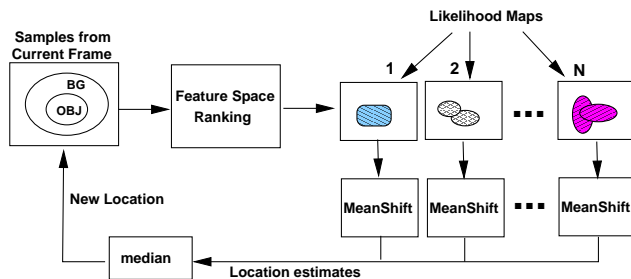 Likelihood Maps
Samples from
Current Frame
BG
OBJ
Feature Space
Ranking
1
2
N
MeanShift
MeanShift
MeanShift
New Location
median
Location estimates